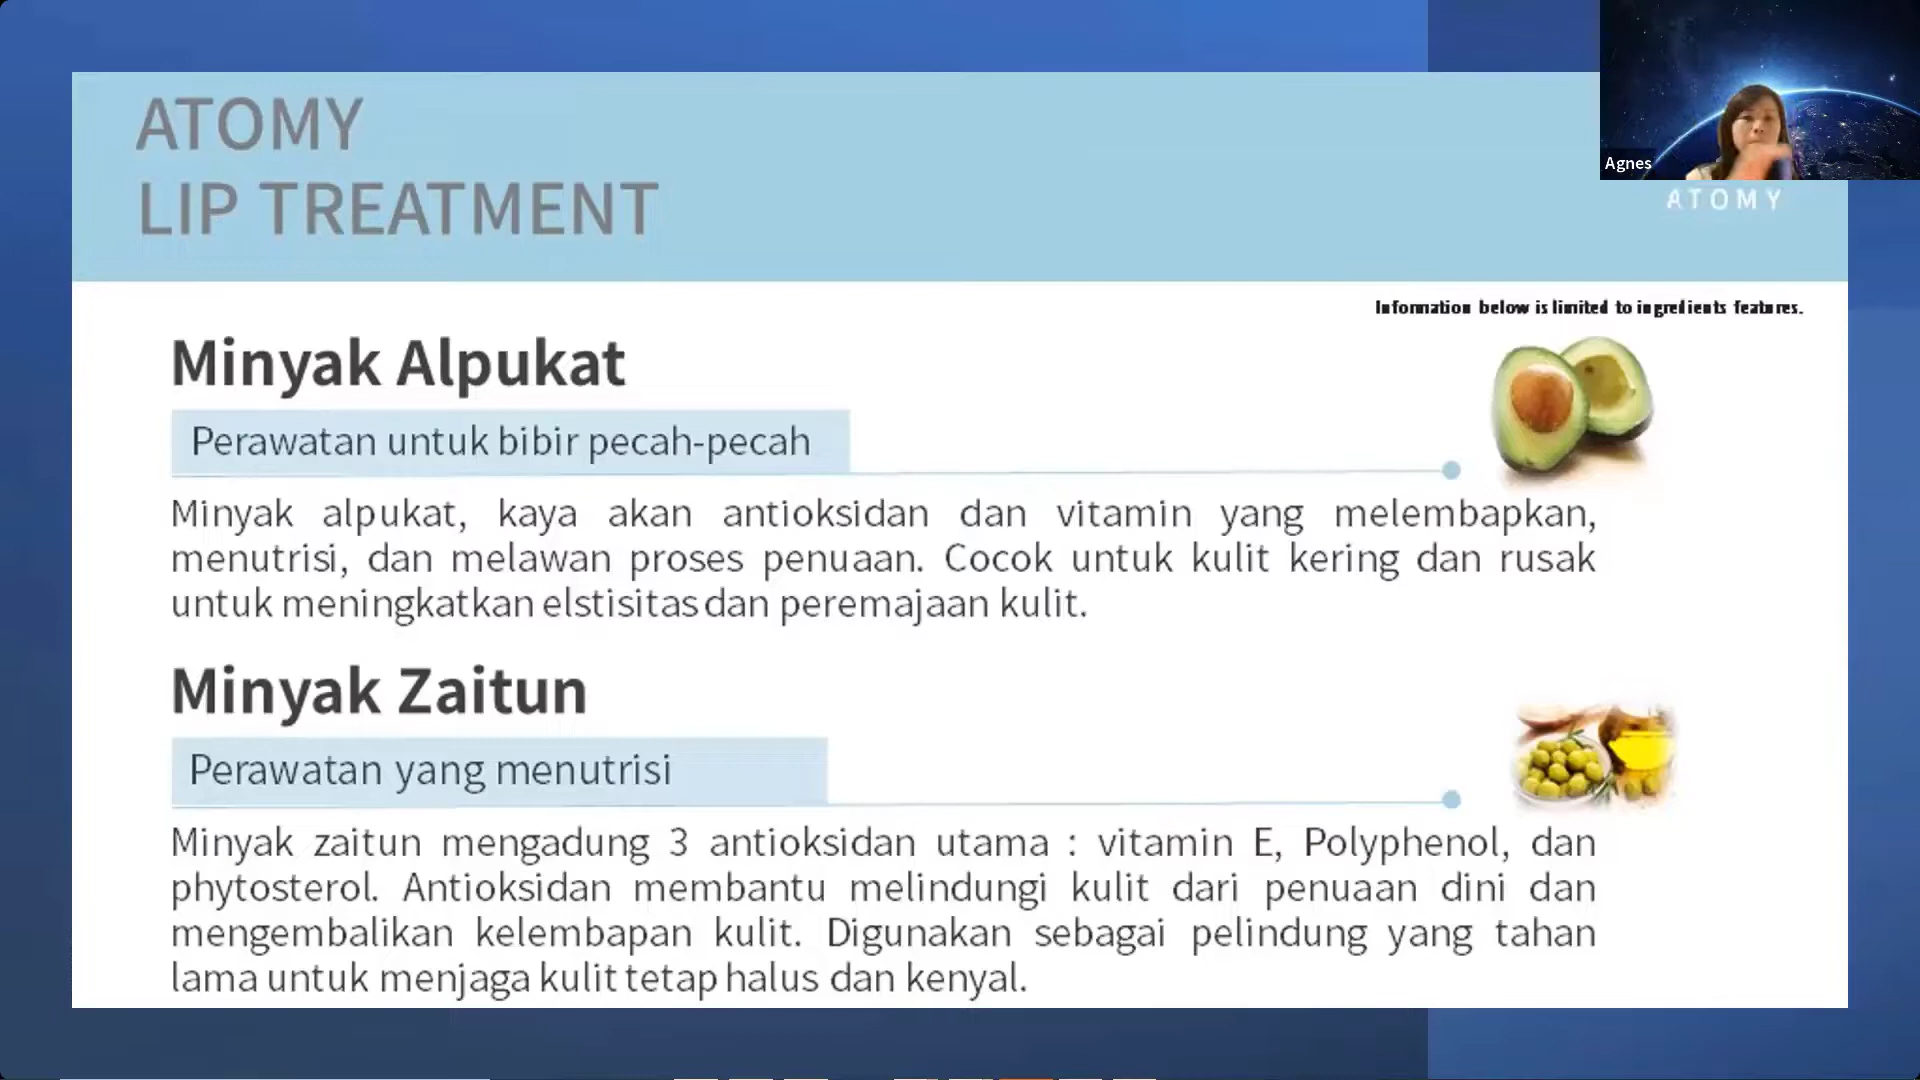 ATOMY
LIP TREATMENT
Agnes
ATOMY
Information below is limited to ingredients features.
Minyak Alpukat
Perawatan untuk bibir pecah-pecah
Minyak alpukat, kaya akan antioksidan dan vitamin yang melembapkan,
menutrisi, dan melawan proses penuaan. Cocok untuk kulit kering dan rusak
untuk meningkatkan elstisitas dan peremajaan kulit.
Minyak Zaitun
Perawatan yang menutrisi
Minyak zaitun mengadung 3 antioksidan utama : vitamin E, Polyphenol, dan
phytosterol. Antioksidan membantu melindungi kulit dari penuaan dini dan
mengembalikan kelembapan kulit. Digunakan sebagai pelindung yang tahan
lama untuk menjaga kulit tetap halus dan kenyal.